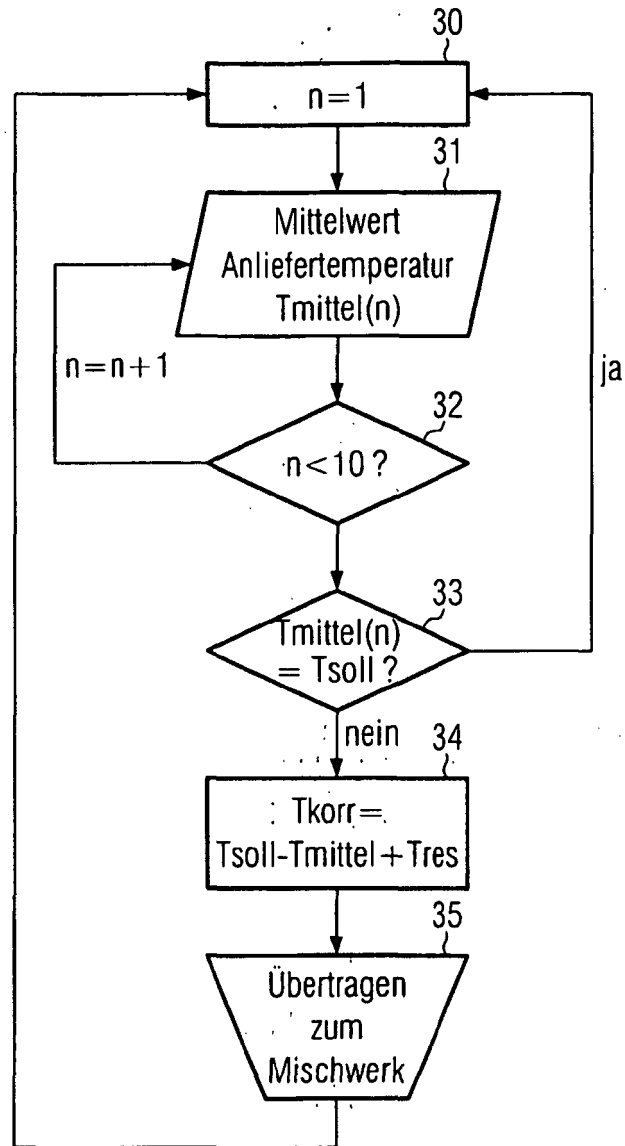 30
n=1
31
Mittelwert
Anliefertemperatur
Tmittel(n)
n=n+1
ja
32
n<10?
33
Tmittel(n)
= Tsoll?
nein
34
Tkorr=
Tsoll-Tmittel+Tres
35
Übertragen
zum
Mischwerk